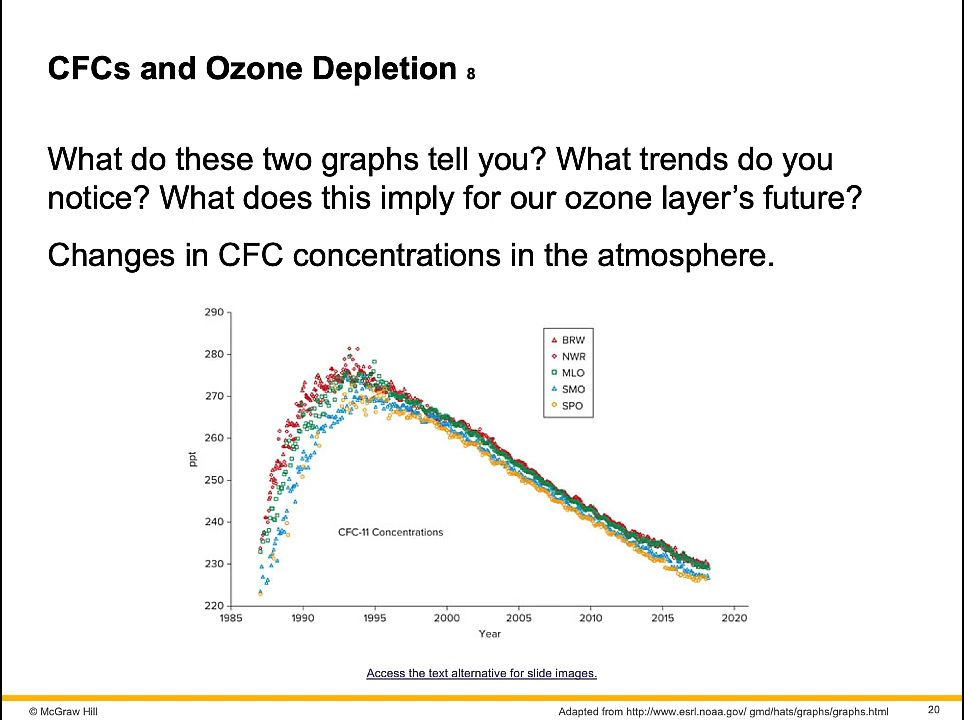 CFCs and Ozone Depletion 8
What do these two graphs tell you? What trends do you
notice? What does this imply for our ozone layer’s future?
Changes in CFC concentrations in the atmosphere.
290
280
270
260
250
240
230
220
ppt
BRW
NWR
MLO
SMO
SPO
CFC-11 Concentrations
1985 1990 1995 2000 2005 2010 2015 2020
Year
Access the text alternative for slide images.
© McGraw Hill
Adapted from http://www.esrl.noaa.gov/ gmd/hats/graphs/graphs.html
20